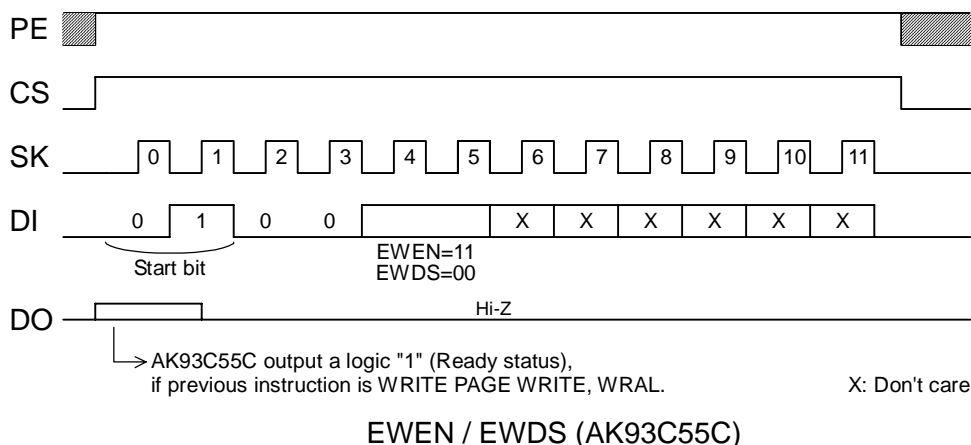 PE
CS
SK 0 1 2 3 4 5 6 7 8 9 10 11
DI 0 1 0 0 X X X X X X
Start bit
EWEN=11
EWDS=00
DO Hi-Z
AK93C55C output a logic "1" (Ready status),
if previous instruction is WRITE PAGE WRITE, WRAL.
X: Don't care
EWEN / EWDS (AK93C55C)